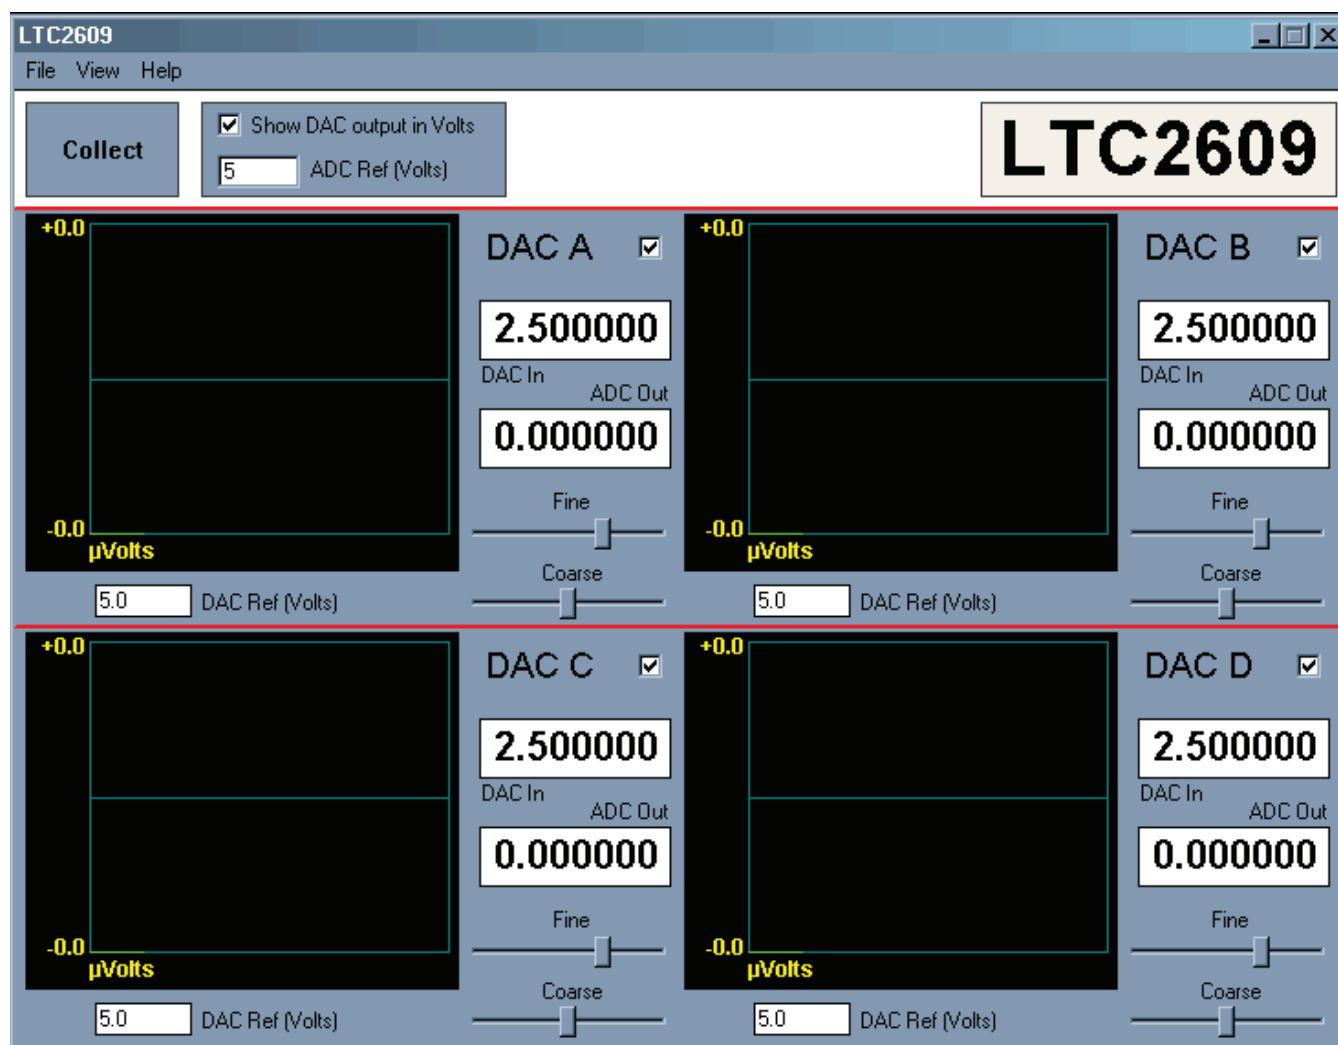 LTC2609
File View Help
Collect
Show DAC output in Volts
5 ADC Ref (Volts)
LTC2609
+0.0
-0.0
µVolts
5.0 DAC Ref (Volts)
DAC A
2.500000
DAC In
ADC Out
0.000000
Fine
Coarse
+0.0
-0.0
µVolts
5.0 DAC Ref (Volts)
DAC B
2.500000
DAC In
ADC Out
0.000000
Fine
Coarse
+0.0
-0.0
µVolts
5.0 DAC Ref (Volts)
DAC C
2.500000
DAC In
ADC Out
0.000000
Fine
Coarse
+0.0
-0.0
µVolts
5.0 DAC Ref (Volts)
DAC D
2.500000
DAC In
ADC Out
0.000000
Fine
Coarse